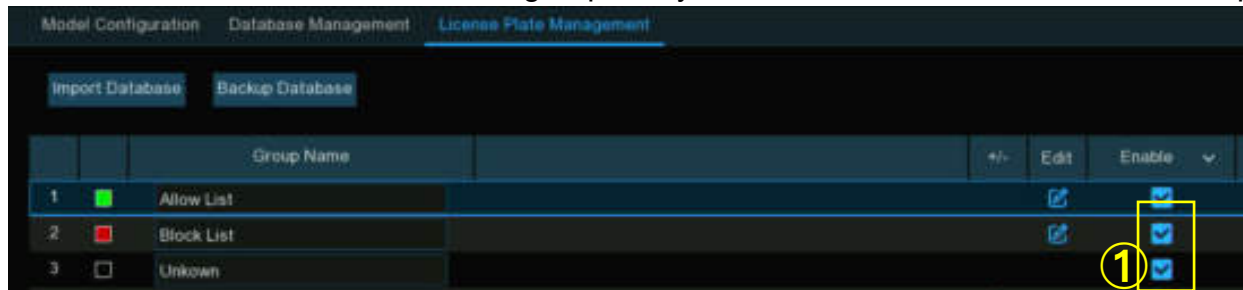 Model Configuration Database Management License Plate Management
Import Database Backup Database
Group Name +/- Edit Enable
1 Allow List
2 Block List
3 Unkown
①